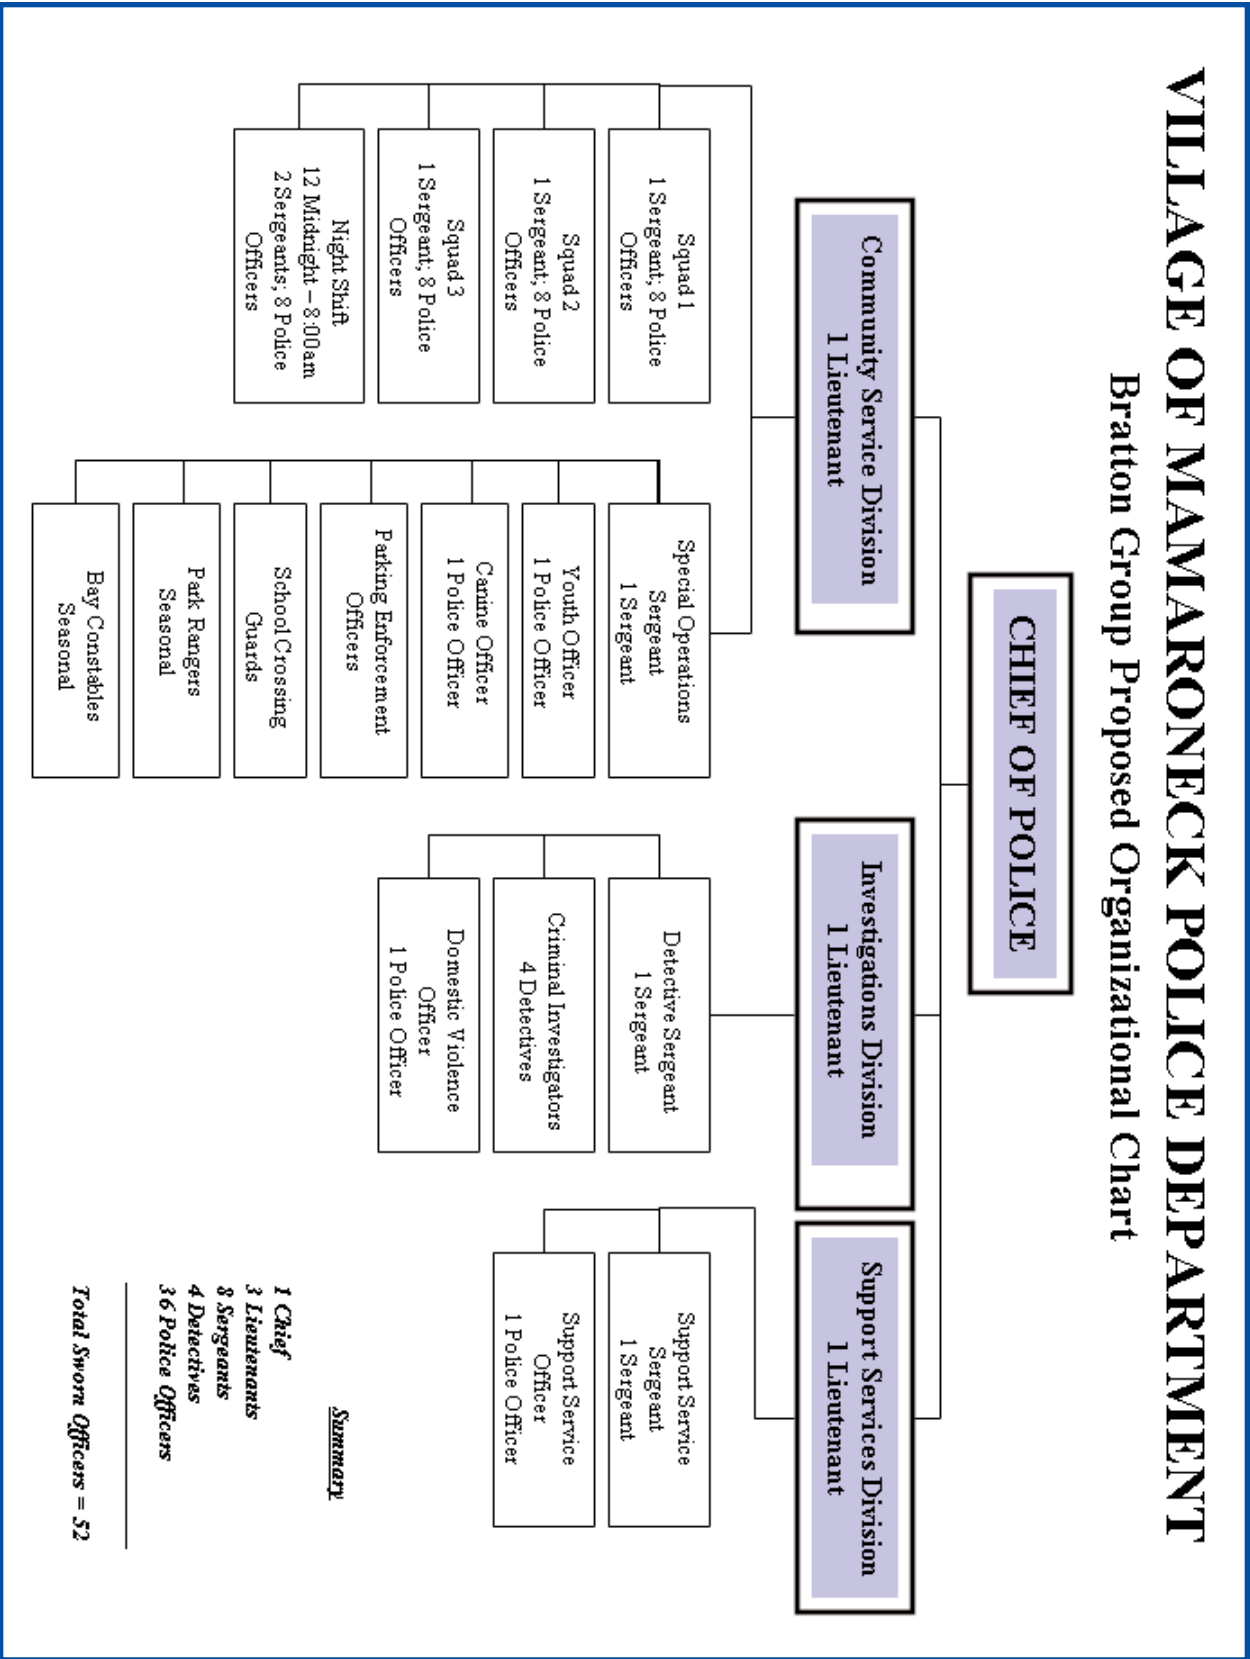 VILLAGE OF MAMARONECK POLICE DEPARTMENT
Bratton Group Proposed Organizational Chart
CHIEF OF POLICE
Community Service Division
1 Lieutenant
Investigations Division
1 Lieutenant
Support Services Division
1 Lieutenant
Squad 1
1 Sergeant; 8 Police
Officers
Squad 2
1 Sergeant; 8 Police
Officers
Squad 3
1 Sergeant; 8 Police
Officers
Night Shift
12 Midnight – 8:00am
2 Sergeants; 8 Police
Officers
Special Operations
Sergeant
1 Sergeant
Youth Officer
1 Police Officer
Canine Officer
1 Police Officer
Parking Enforcement
Officers
School Crossing
Guards
Park Rangers
Seasonal
Bay Constables
Seasonal
Detective Sergeant
1 Sergeant
Criminal Investigators
4 Detectives
Domestic Violence
Officer
1 Police Officer
Support Service
Sergeant
1 Sergeant
Support Service
Officer
1 Police Officer
Summary
1 Chief
3 Lieutenants
8 Sergeants
4 Detectives
36 Police Officers
Total Sworn Officers = 52